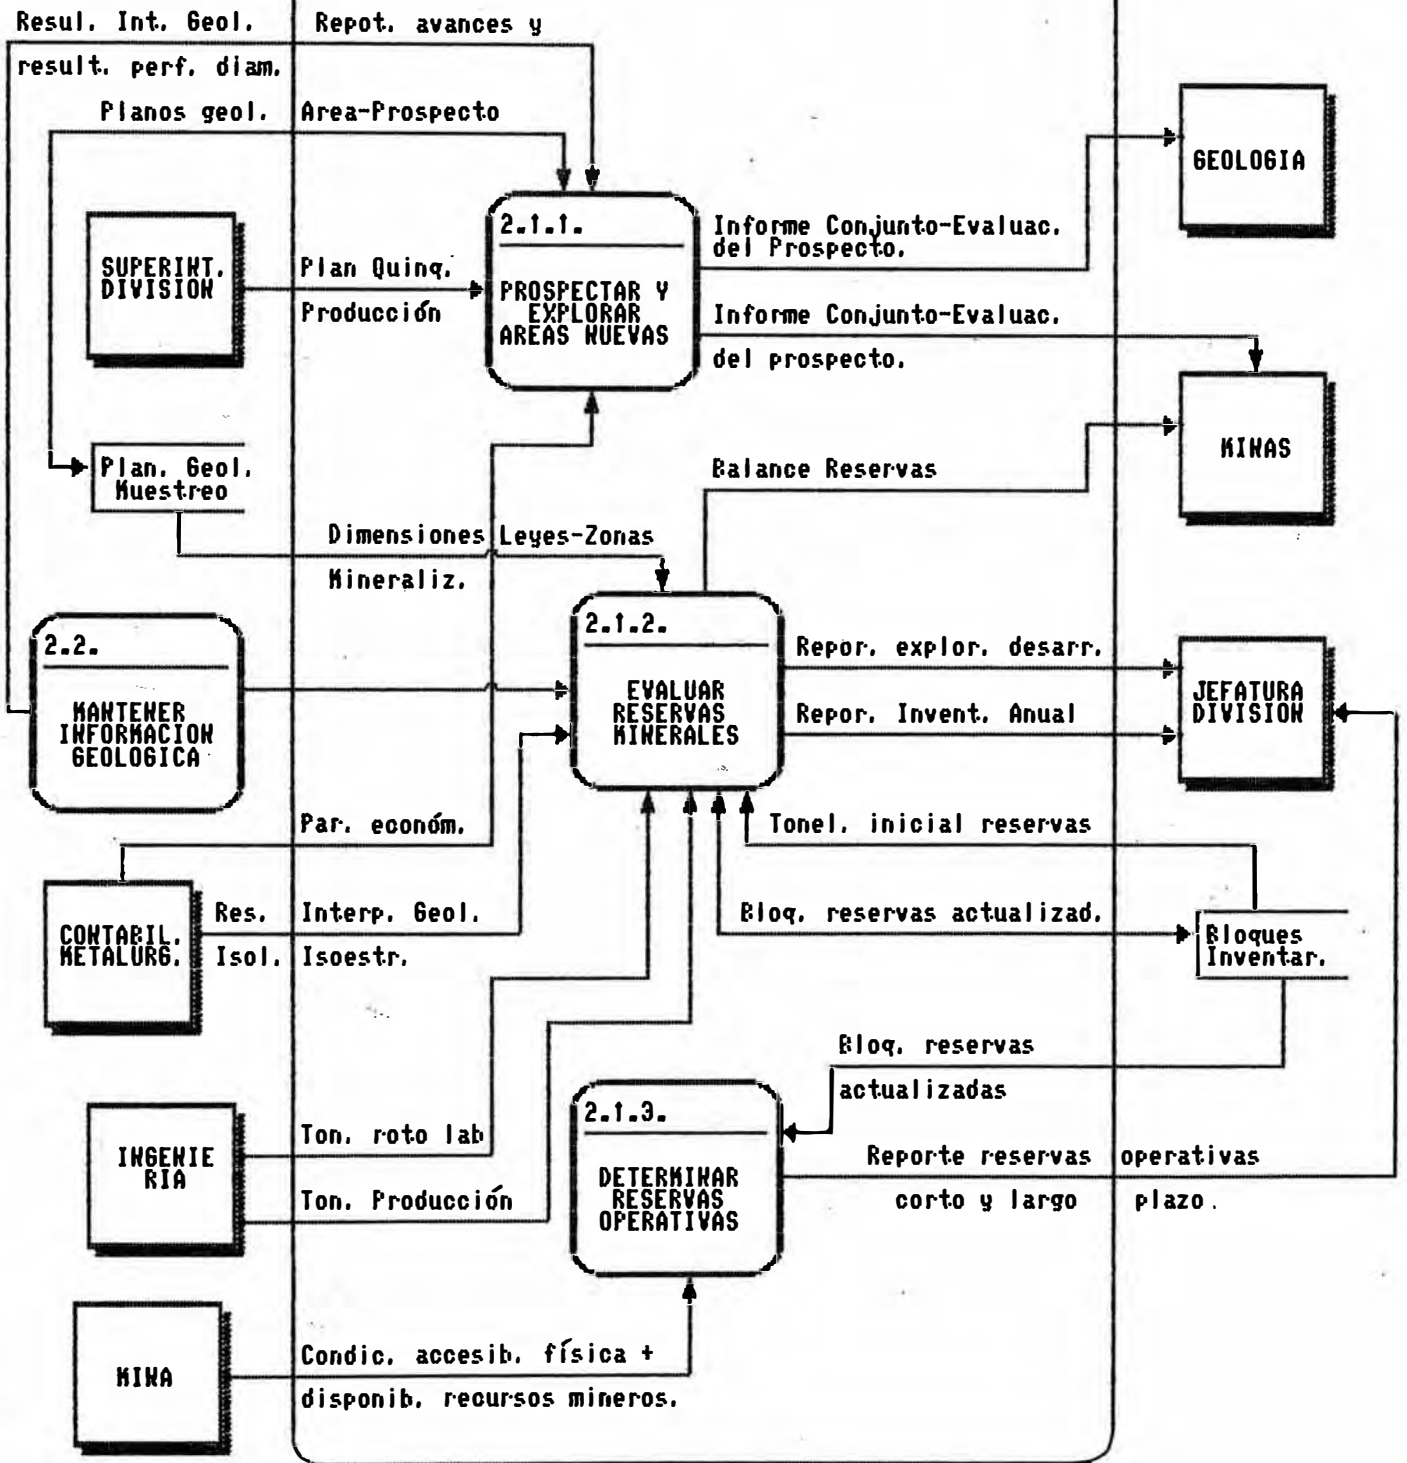 Resul. Int. Geol. Repot. avances y
result. perf. diam.
Planos geol. Area-Prospecto
GEOLOGIA
2.1.1.
PROSPECTAR Y
EXPLORAR
AREAS NUEVAS
SUPERINT.
DIVISION
Plan Quinq.
Producción
Informe Conjunto-Evaluac.
del Prospecto.
Informe Conjunto-Evaluac.
del prospecto.
MINAS
Plan. Geol.
Muestreo
Balance Reservas
Dimensiones Leyes-Zonas
Mineraliz.
2.2.
MANTENER
INFORMACION
GEOLOGICA
2.1.2.
EVALUAR
RESERVAS
MINERALES
Repor. explor. desarr.
Repor. Invent. Anual
JEFATURA
DIVISION
Par. económ.
Tonel. inicial reservas
CONTABIL.
METALURG.
Res. Interp. Geol.
Isol. Isoestr.
Bloq. reservas actualizad.
Bloques
Inventar.
Bloq. reservas
actualizadas
INGENIE
RIA
Ton. roto lab
Ton. Producción
2.1.3.
DETERMINAR
RESERVAS
OPERATIVAS
Reporte reservas operativas
corto y largo plazo.
MINA
Condic. accesib. física +
disponib. recursos mineros.